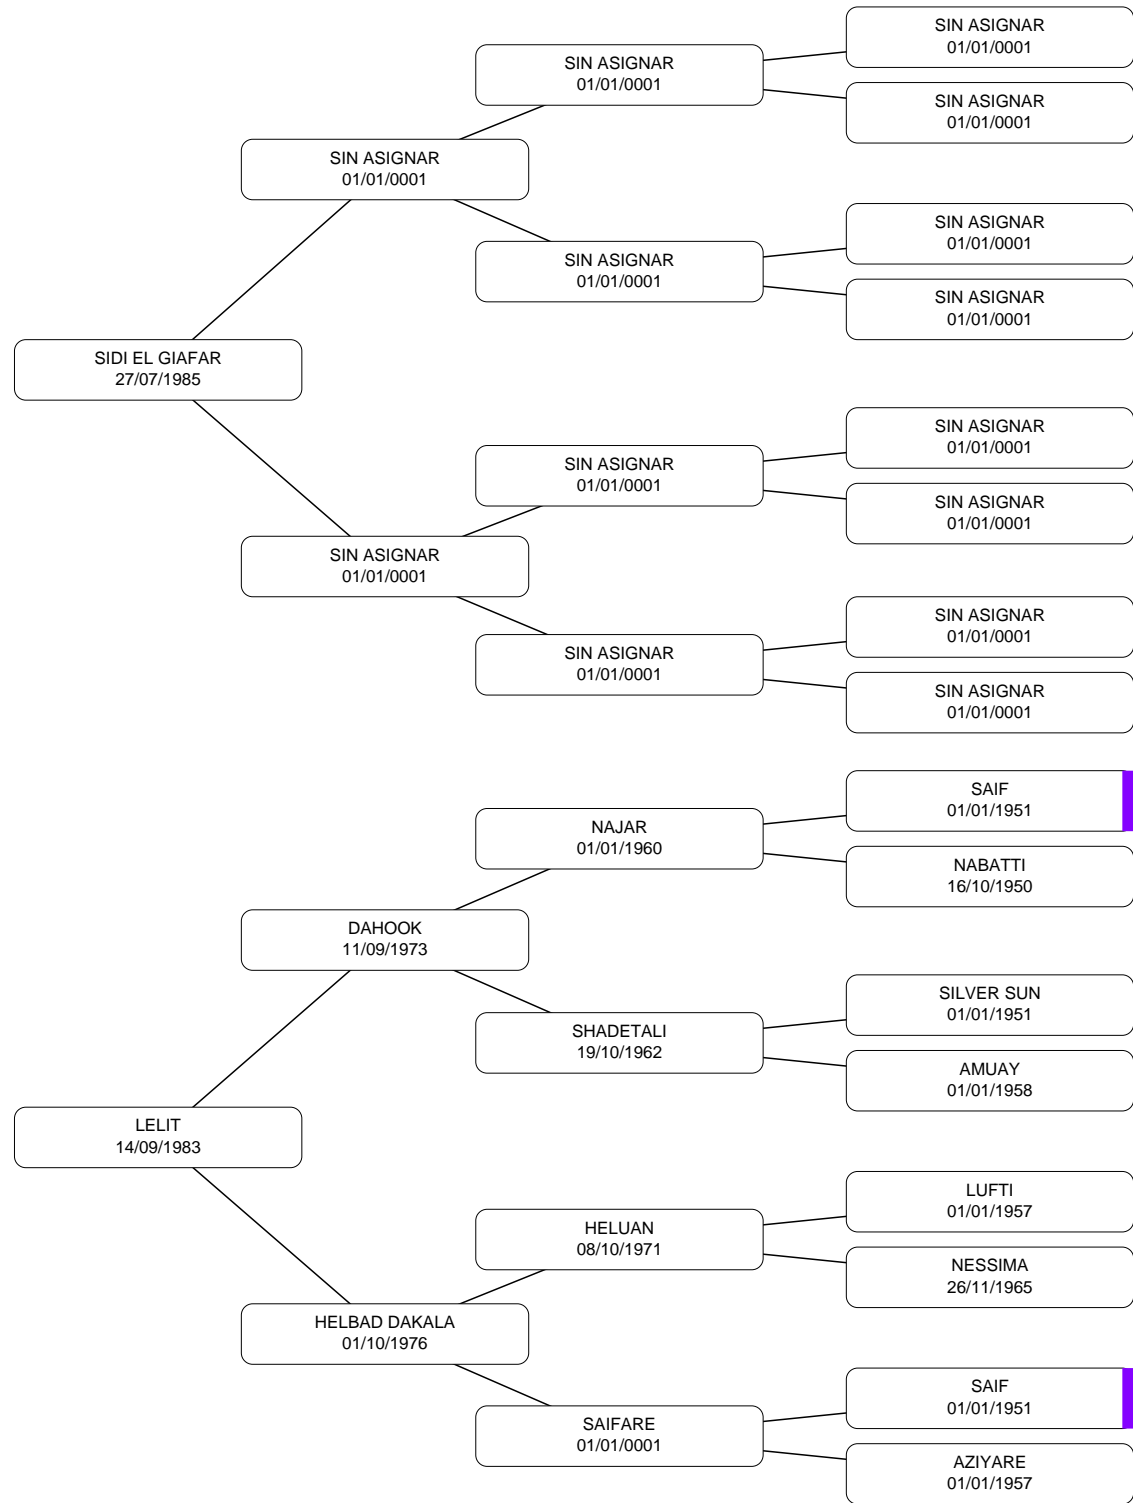 SIN ASIGNAR
01/01/0001
SIN ASIGNAR
01/01/0001
SIN ASIGNAR
01/01/0001
SIN ASIGNAR
01/01/0001
SIN ASIGNAR
01/01/0001
SIN ASIGNAR
01/01/0001
SIN ASIGNAR
01/01/0001
SIDI EL GIAFAR
27/07/1985
SIN ASIGNAR
01/01/0001
SIN ASIGNAR
01/01/0001
SIN ASIGNAR
01/01/0001
SIN ASIGNAR
01/01/0001
SIN ASIGNAR
01/01/0001
SIN ASIGNAR
01/01/0001
SIN ASIGNAR
01/01/0001
SAIF
01/01/1951
NAJAR
01/01/1960
NABATTI
16/10/1950
DAHOOK
11/09/1973
SILVER SUN
01/01/1951
SHADETALI
19/10/1962
AMUAY
01/01/1958
LELIT
14/09/1983
LUFTI
01/01/1957
HELUAN
08/10/1971
NESSIMA
26/11/1965
HELBAD DAKALA
01/10/1976
SAIF
01/01/1951
SAIFARE
01/01/0001
AZIYARE
01/01/1957